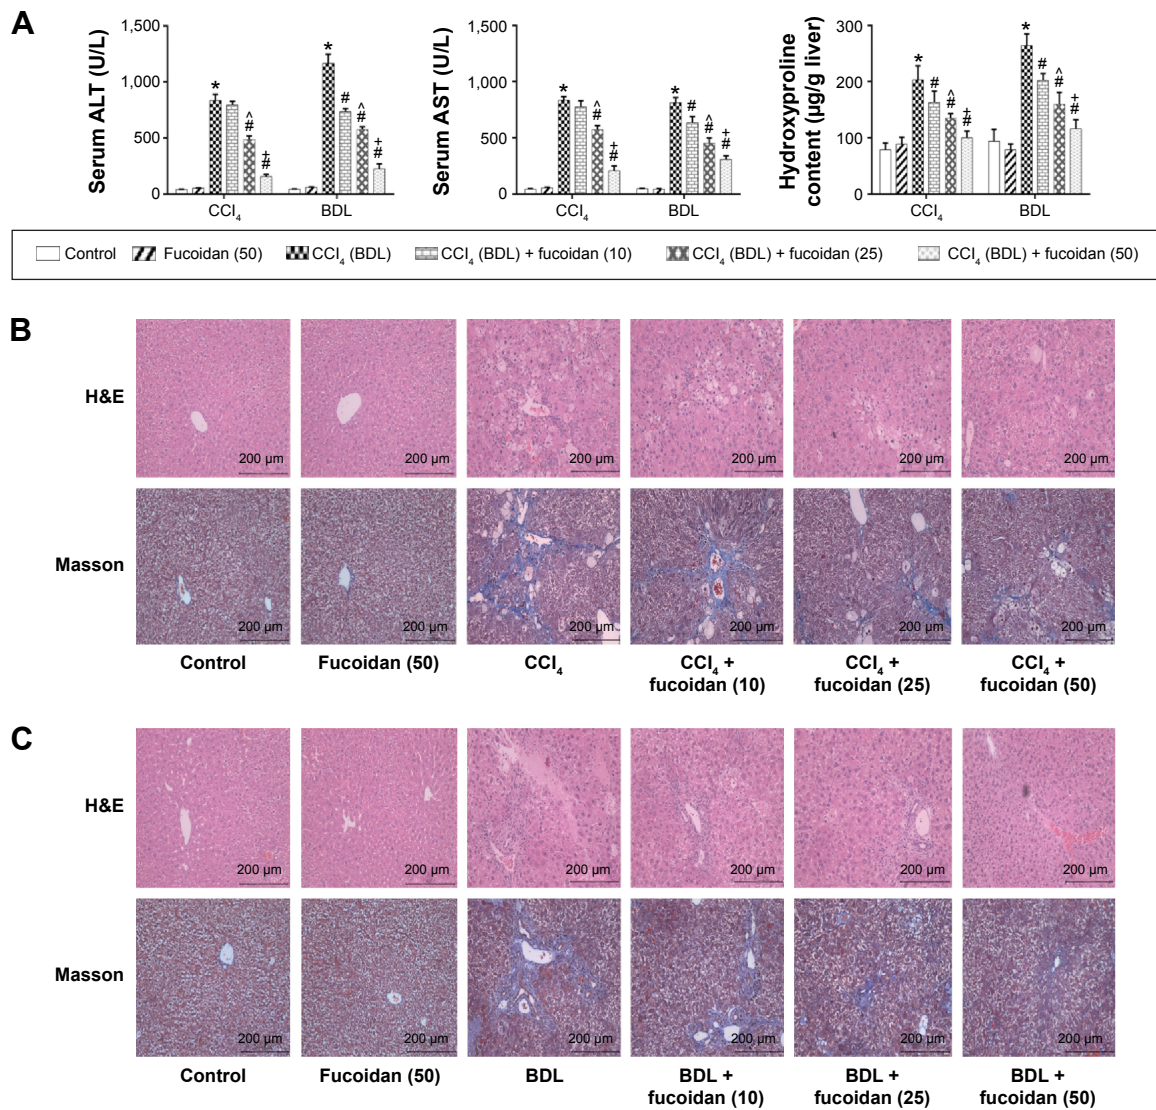 A
Serum ALT (U/L)
1,500
1,000
500
0
*
^
#
+
#
*
#
^
#
+
#
CCl₄
BDL
Serum AST (U/L)
1,500
1,000
500
0
*
^
#
+
#
*
#
^
#
+
#
CCl₄
BDL
Hydroxyproline
content (µg/g liver)
300
200
100
0
*
#
^
#
+
#
*
#
^
#
+
#
CCl₄
BDL
Control
Fucoidan (50)
CCl₄ (BDL)
CCl₄ (BDL) + fucoidan (10)
CCl₄ (BDL) + fucoidan (25)
CCl₄ (BDL) + fucoidan (50)
B
H&E
200 µm
200 µm
200 µm
200 µm
200 µm
200 µm
Masson
200 µm
200 µm
200 µm
200 µm
200 µm
200 µm
Control
Fucoidan (50)
CCl₄
CCl₄ +
fucoidan (10)
CCl₄ +
fucoidan (25)
CCl₄ +
fucoidan (50)
C
H&E
200 µm
200 µm
200 µm
200 µm
200 µm
200 µm
Masson
200 µm
200 µm
200 µm
200 µm
200 µm
200 µm
Control
Fucoidan (50)
BDL
BDL +
fucoidan (10)
BDL +
fucoidan (25)
BDL +
fucoidan (50)